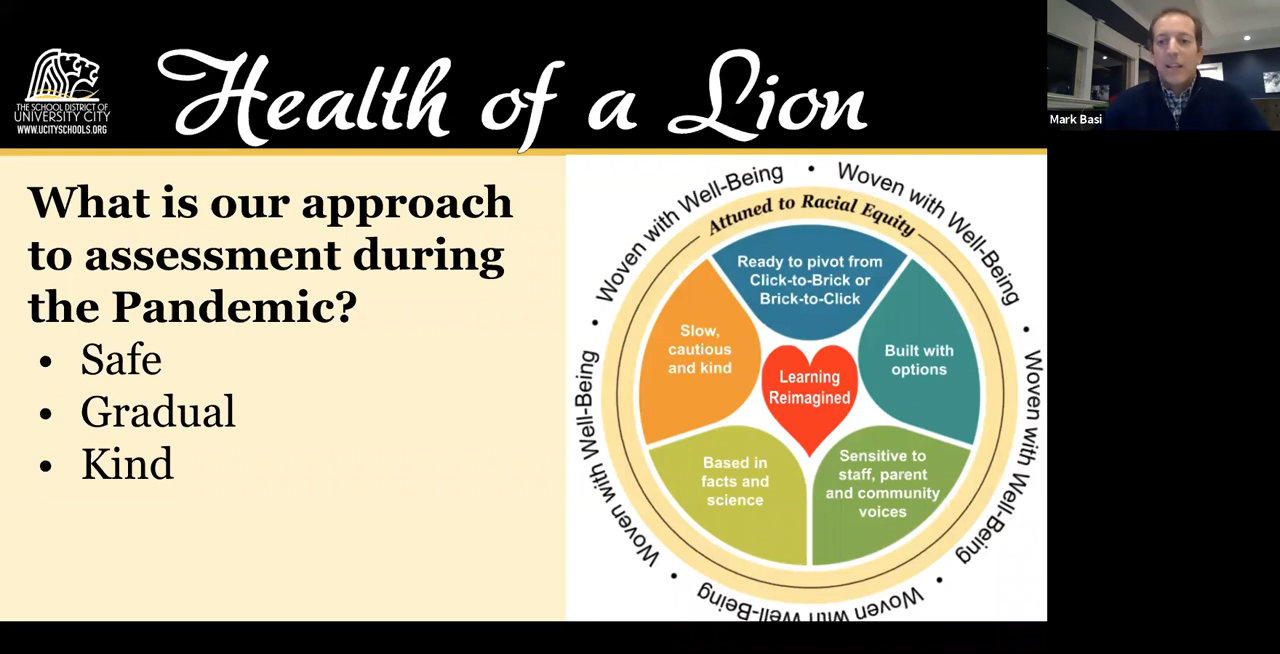 THE SCHOOL DISTRICT OF
UNIVERSITY CITY
WWW.UCITYSCHOOLS.ORG
Health of a Lion
Mark Basi
What is our approach
to assessment during
the Pandemic?
• Safe
• Gradual
• Kind
Woven with Well-Being • Woven with Well-Being • Woven with Well-Being • Woven with Well-Being • Woven with Well-Being •
Attuned to Racial Equity
Ready to pivot from
Click-to-Brick or
Brick-to-Click
Built with
options
Sensitive to
staff, parent
and community
voices
Based in
facts and
science
Slow,
cautious
and kind
Learning
Reimagined